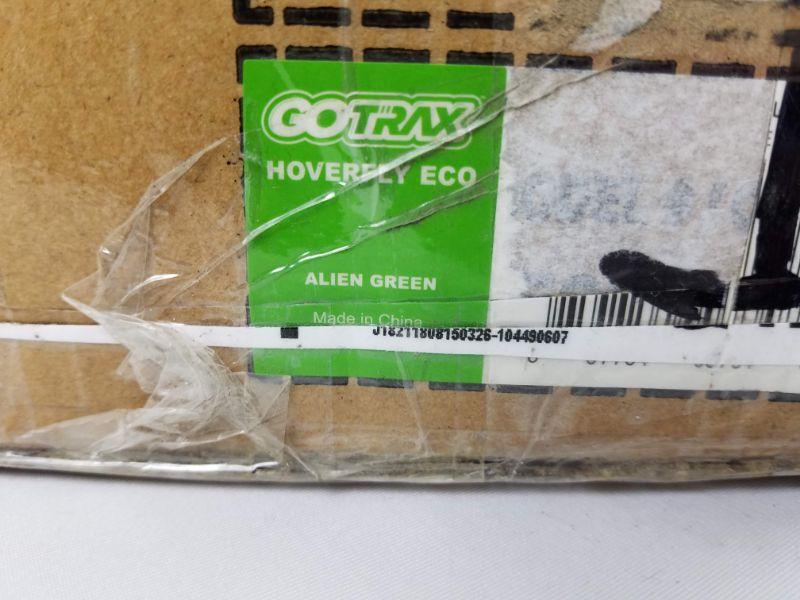 GOTRAX
HOVERFLY ECO
ALIEN GREEN
Made in China
J18211808150326-104490607